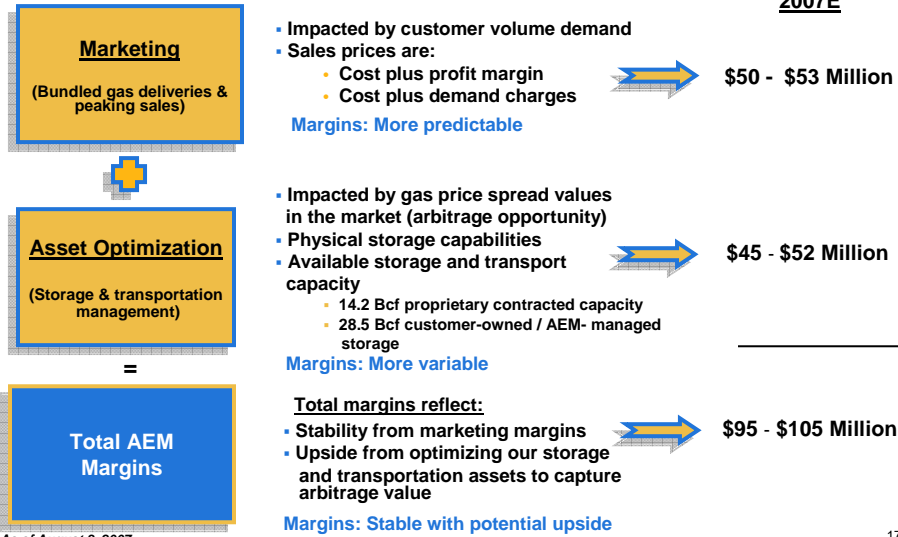 2007E
Marketing
(Bundled gas deliveries &
peaking sales)
▪ Impacted by customer volume demand
▪ Sales prices are:
• Cost plus profit margin
• Cost plus demand charges
Margins: More predictable
$50 - $53 Million
Asset Optimization
(Storage & transportation
management)
▪ Impacted by gas price spread values
in the market (arbitrage opportunity)
▪ Physical storage capabilities
▪ Available storage and transport
capacity
▪ 14.2 Bcf proprietary contracted capacity
▪ 28.5 Bcf customer-owned / AEM- managed
storage
Margins: More variable
$45 - $52 Million
=
Total AEM
Margins
Total margins reflect:
▪ Stability from marketing margins
▪ Upside from optimizing our storage
and transportation assets to capture
arbitrage value
Margins: Stable with potential upside
$95 - $105 Million
As of August 8, 2007
17